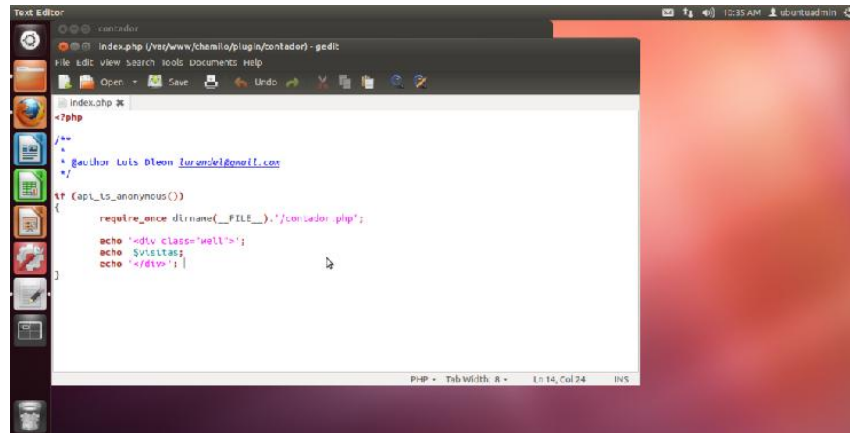 Text Editor
10:35 AM ubuntuadmin
contador
index.php (/var/www/chamilo/plugin/contador) - gedit
File Edit View Search Tools Documents Help
Open Save Undo
index.php
<?php
/**
*
* @author Luis Dleon
*/
if (api_is_anonymous())
{
require_once dirname(__FILE__).'/contador.php';
echo '<div class="well">';
echo $visitas;
echo '</div>';
}
PHP Tab Width: 8 Ln 14, Col 24 INS